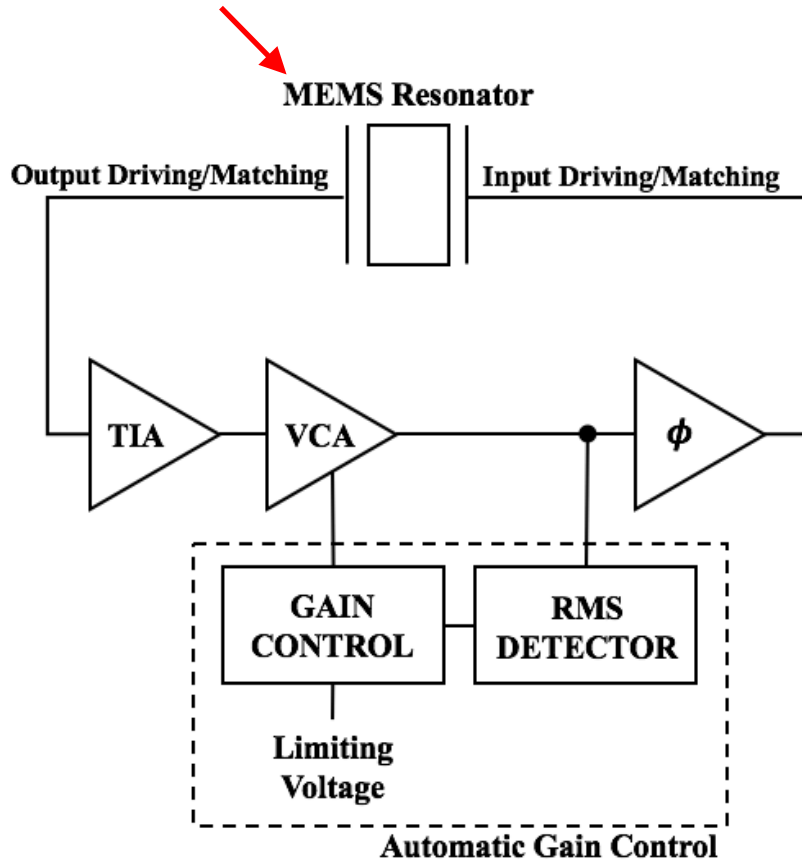 MEMS Resonator
Output Driving/Matching
Input Driving/Matching
TIA
VCA
ϕ
GAIN
CONTROL
RMS
DETECTOR
Limiting
Voltage
Automatic Gain Control